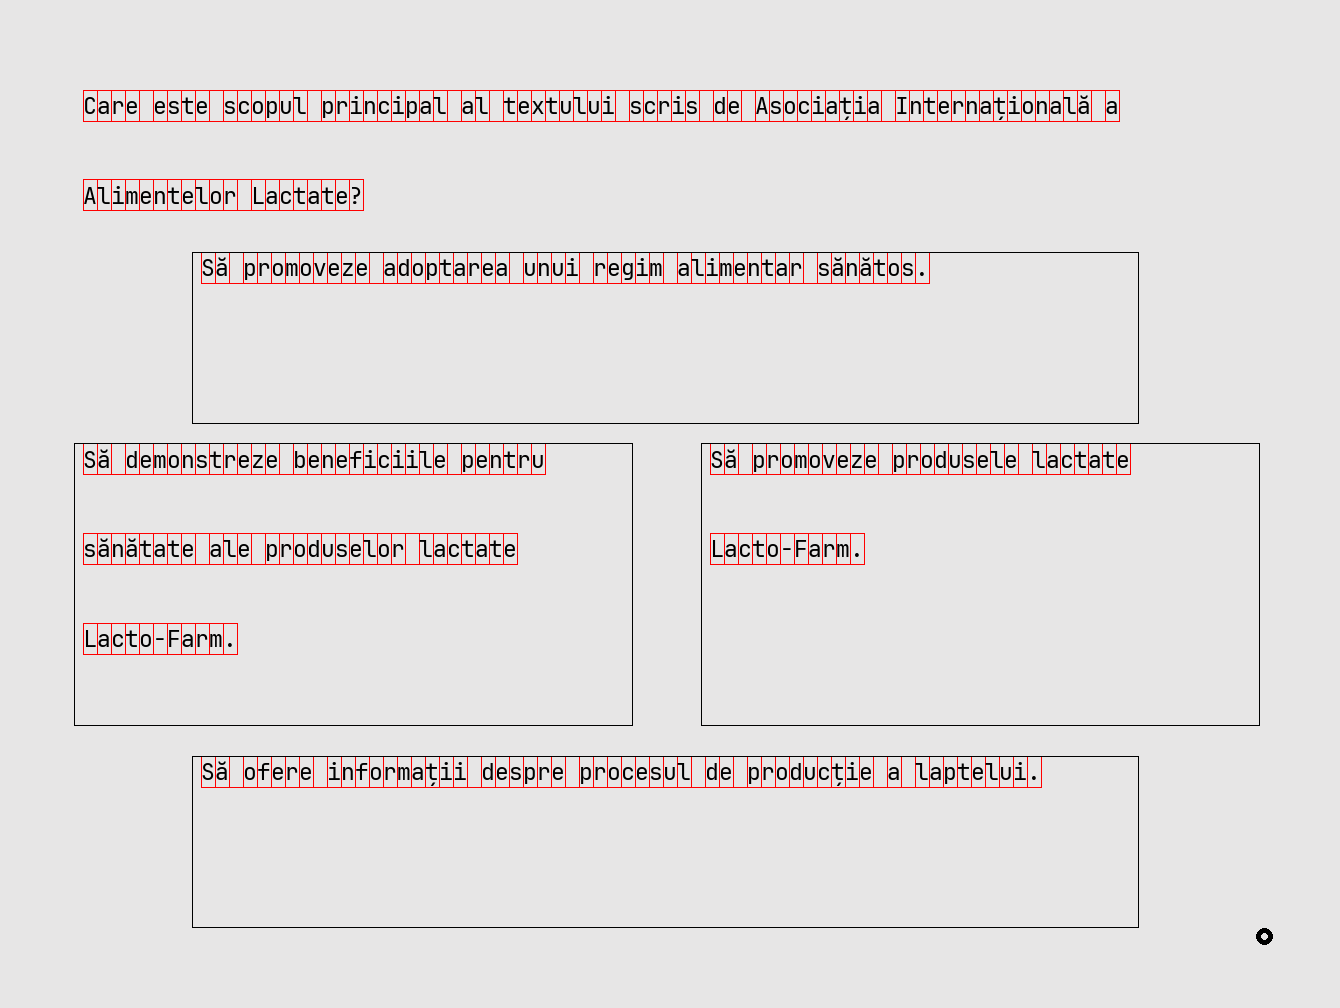 Care este scopul principal al textului scris de Asociația Internațională a
Alimentelor Lactate?
Să promoveze adoptarea unui regim alimentar sănătos.
Să demonstreze beneficiile pentru
sănătate ale produselor lactate
Lacto-Farm.
Să promoveze produsele lactate
Lacto-Farm.
Să ofere informații despre procesul de producție a laptelui.